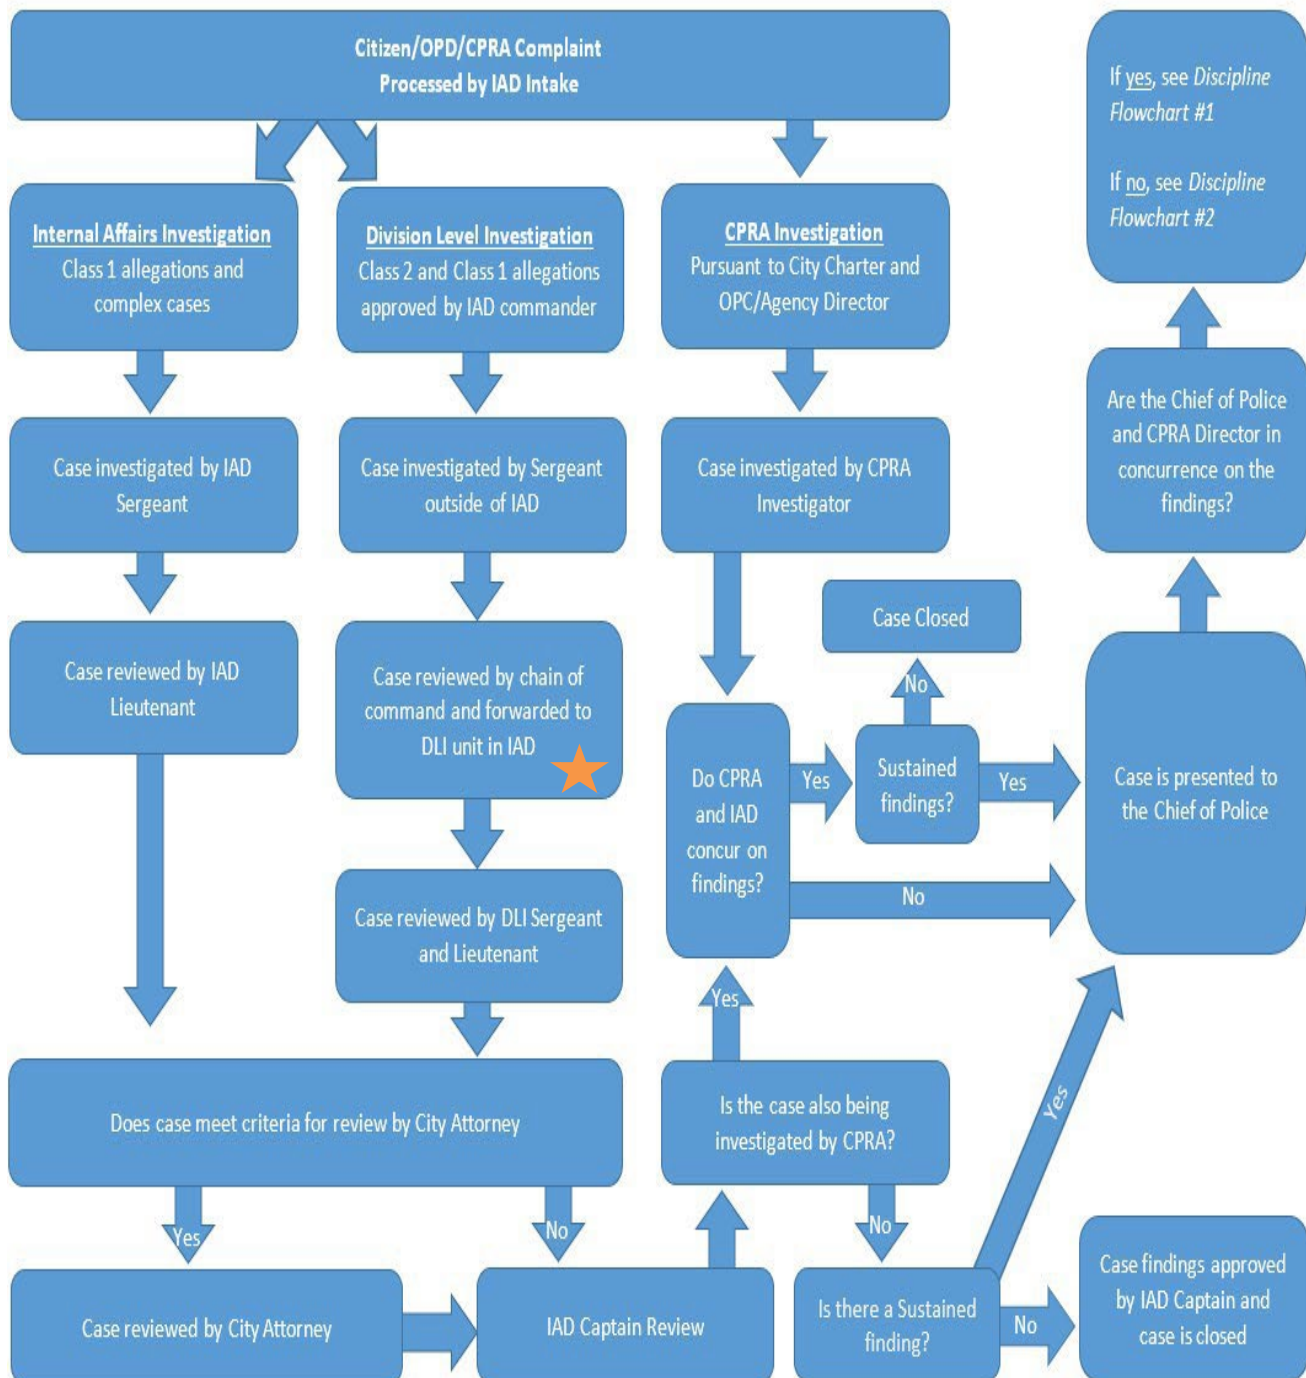 Citizen/OPD/CPRA Complaint
Processed by IAD Intake
If yes, see Discipline
Flowchart #1
If no, see Discipline
Flowchart #2
Internal Affairs Investigation
Class 1 allegations and
complex cases
Division Level Investigation
Class 2 and Class 1 allegations
approved by IAD commander
CPRA Investigation
Pursuant to City Charter and
OPC/Agency Director
Are the Chief of Police
and CPRA Director in
concurrence on the
findings?
Case investigated by IAD
Sergeant
Case investigated by Sergeant
outside of IAD
Case investigated by CPRA
Investigator
Case Closed
No
Case reviewed by IAD
Lieutenant
Case reviewed by chain of
command and forwarded to
DLI unit in IAD
Do CPRA
and IAD
concur on
findings?
Yes
Sustained
findings?
Yes
Case is presented to
the Chief of Police
No
Case reviewed by DLI Sergeant
and Lieutenant
Yes
Does case meet criteria for review by City Attorney
Is the case also being
investigated by CPRA?
Yes
Yes
No
No
Case reviewed by City Attorney
IAD Captain Review
Is there a Sustained
finding?
No
Case findings approved
by IAD Captain and
case is closed